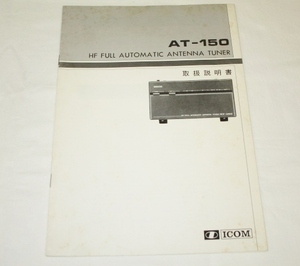 AT-150
HF FULL AUTOMATIC ANTENNA TUNER
取扱説明書
ICOM